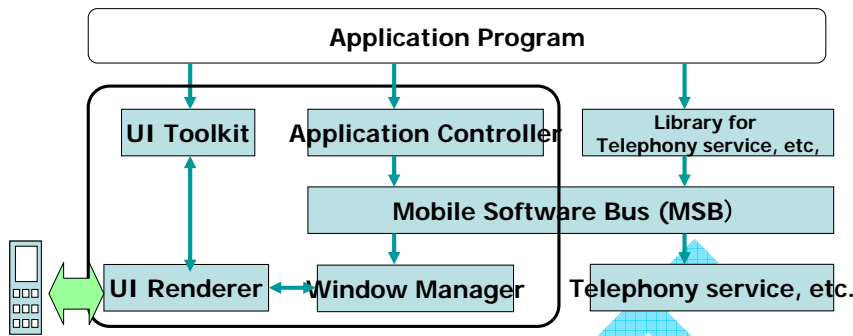 Application Program
UI Toolkit
Application Controller
Library for
Telephony service, etc,
Mobile Software Bus (MSB)
UI Renderer
Window Manager
Telephony service, etc.